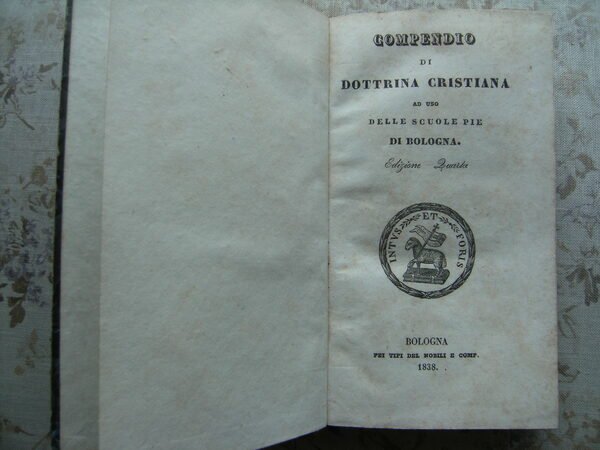 COMPENDIO
DI
DOTTRINA CRISTIANA
AD USO
DELLE SCUOLE PIE
DI BOLOGNA.
Edizione Quarta
INTVS ET FORIS
BOLOGNA
PEI TIPI DEL NOBILI E COMP.
1838.